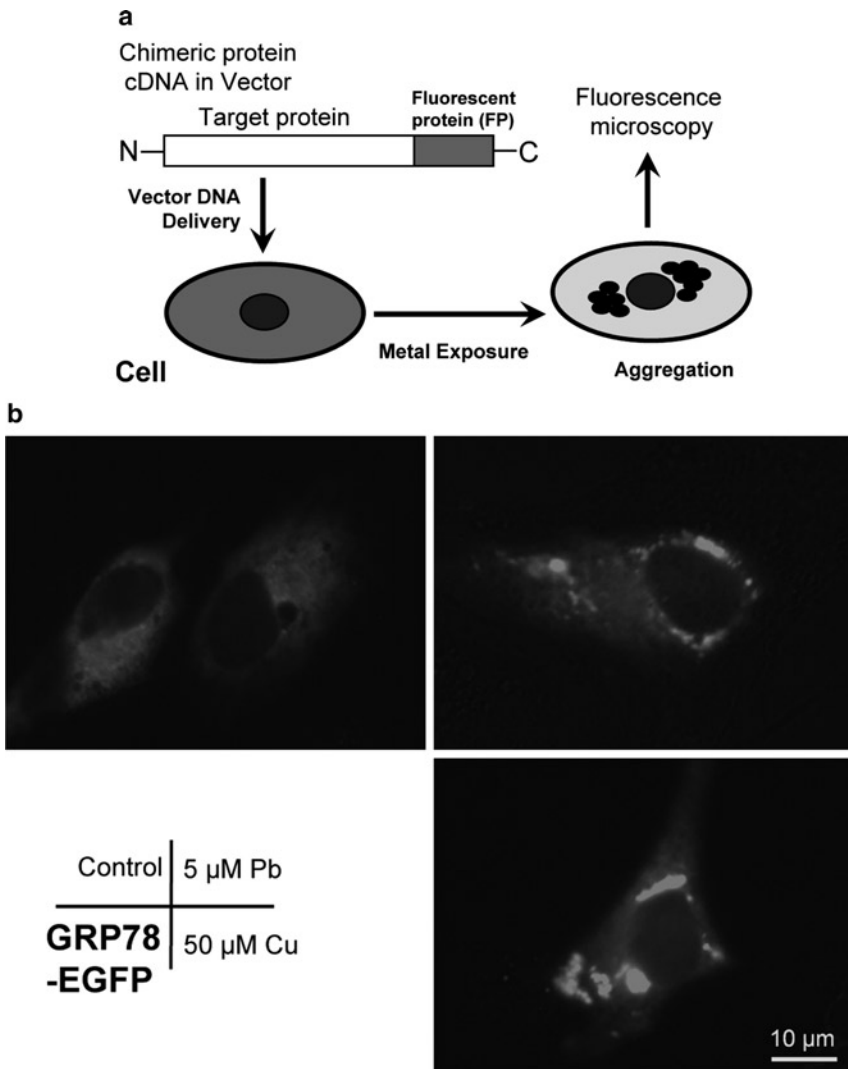 a
Chimeric protein
cDNA in Vector
Target protein
Fluorescent
protein (FP)
N
C
Vector DNA
Delivery
Cell
Metal Exposure
Fluorescence
microscopy
Aggregation
b
Control
5 µM Pb
GRP78
-EGFP
50 µM Cu
10 µm